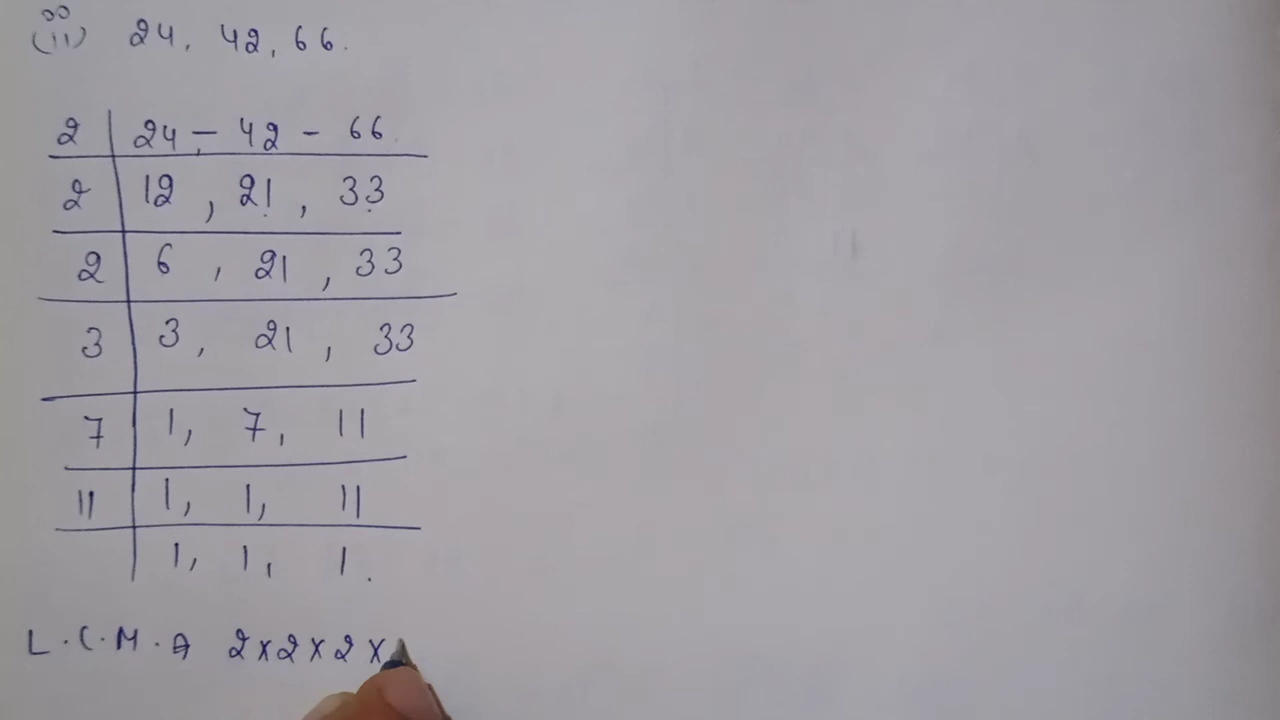 (ii) 24, 42, 66.
2 | 24 - 42 - 66
2 | 12, 21, 33
2 | 6, 21, 33
3 | 3, 21, 33
7 | 1, 7, 11
11 | 1, 1, 11
1, 1, 1.
L.C.M. 2×2×2×